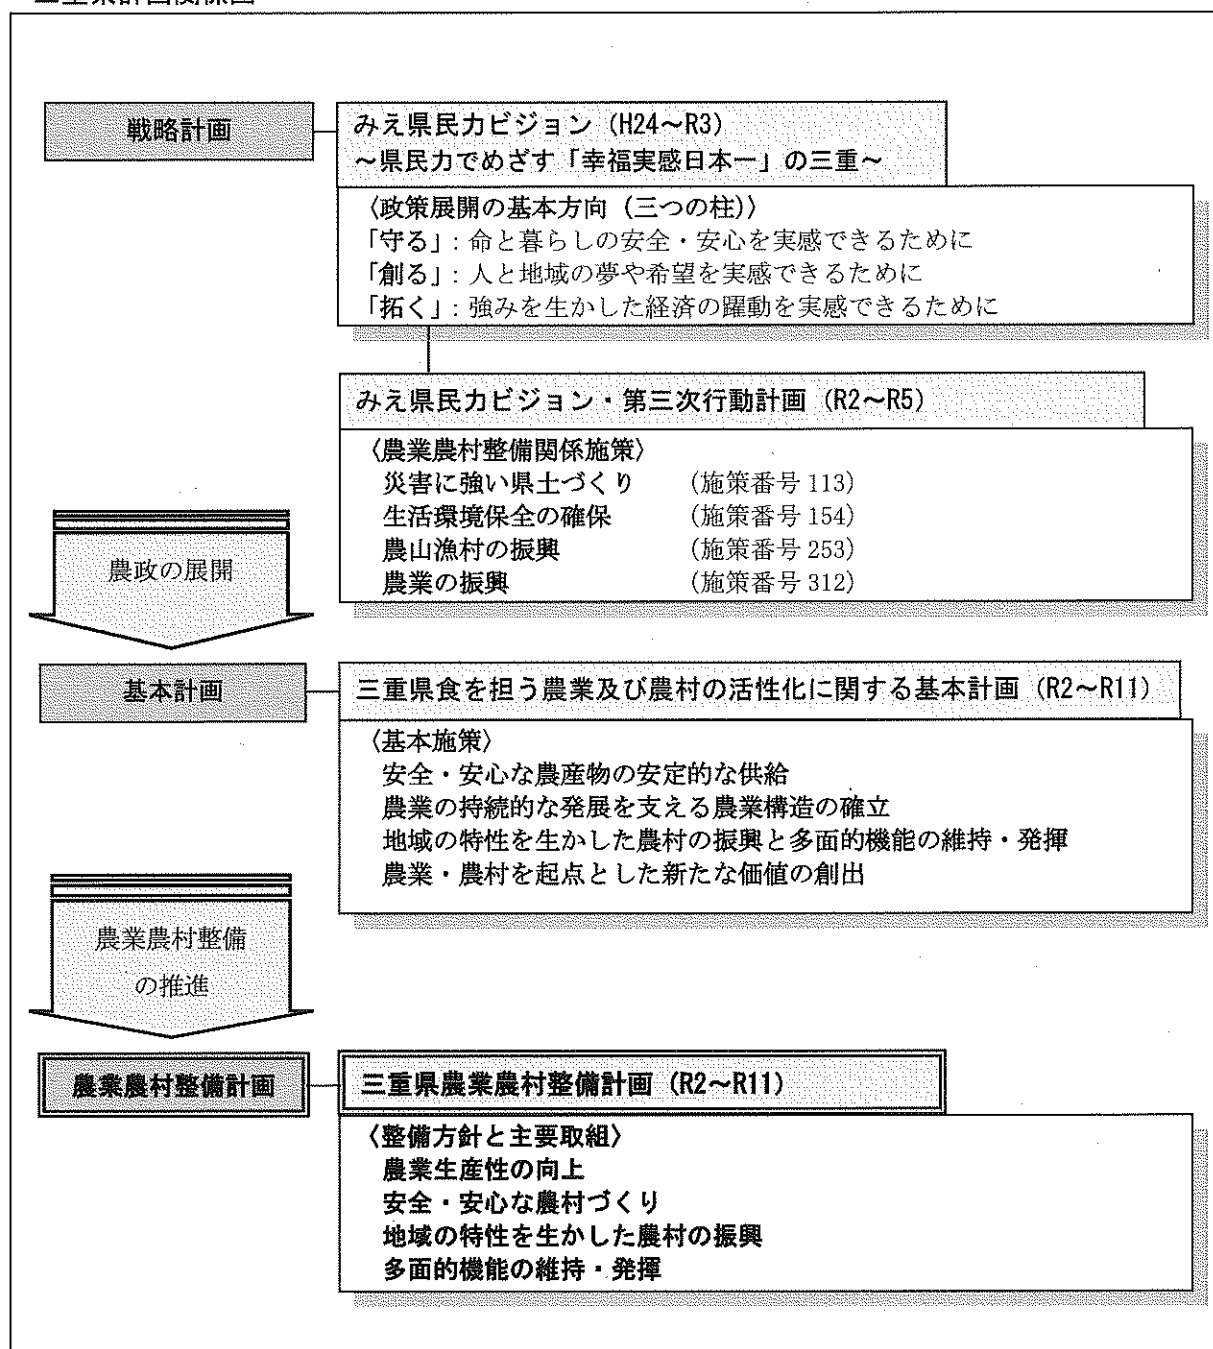 戦略計画
みえ県民力ビジョン (H24~R3)
~県民力でめざす「幸福実感日本一」の三重~
〈政策展開の基本方向（三つの柱）〉
「守る」: 命と暮らしの安全・安心を実感できるために
「創る」: 人と地域の夢や希望を実感できるために
「拓く」: 強みを生かした経済の躍動を実感できるために
みえ県民力ビジョン・第三次行動計画 (R2~R5)
〈農業農村整備関係施策〉
災害に強い県土づくり (施策番号 113)
生活環境保全の確保 (施策番号 154)
農山漁村の振興 (施策番号 253)
農業の振興 (施策番号 312)
農政の展開
基本計画
三重県食を担う農業及び農村の活性化に関する基本計画 (R2~R11)
〈基本施策〉
安全・安心な農産物の安定的な供給
農業の持続的な発展を支える農業構造の確立
地域の特性を生かした農村の振興と多面的機能の維持・発揮
農業・農村を起点とした新たな価値の創出
農業農村整備
の推進
農業農村整備計画
三重県農業農村整備計画 (R2~R11)
〈整備方針と主要取組〉
農業生産性の向上
安全・安心な農村づくり
地域の特性を生かした農村の振興
多面的機能の維持・発揮